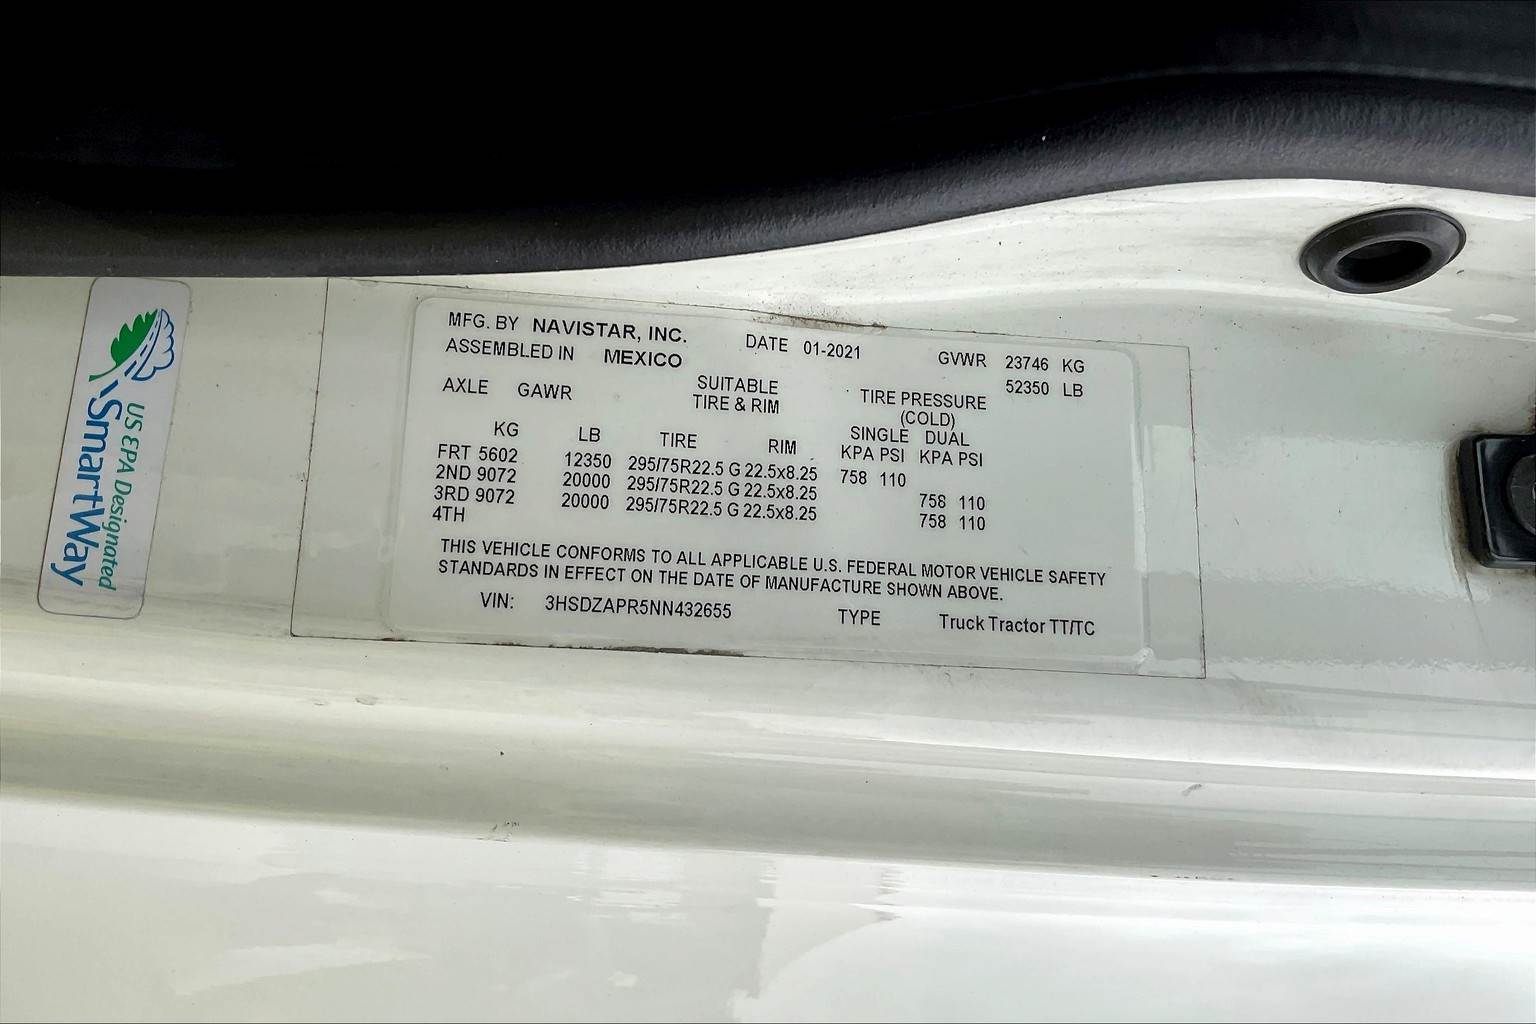 US EPA Designated
SmartWay
MFG. BY NAVISTAR, INC. DATE 01-2021 GVWR 23746 KG
ASSEMBLED IN MEXICO 52350 LB
AXLE GAWR SUITABLE TIRE PRESSURE
TIRE & RIM (COLD)
SINGLE DUAL
KG LB TIRE RIM KPA PSI KPA PSI
FRT 5602 12350 295/75R22.5 G 22.5x8.25 758 110
2ND 9072 20000 295/75R22.5 G 22.5x8.25 758 110
3RD 9072 20000 295/75R22.5 G 22.5x8.25 758 110
4TH
THIS VEHICLE CONFORMS TO ALL APPLICABLE U.S. FEDERAL MOTOR VEHICLE SAFETY
STANDARDS IN EFFECT ON THE DATE OF MANUFACTURE SHOWN ABOVE.
VIN: 3HSDZAPR5NN432655 TYPE Truck Tractor TT/TC